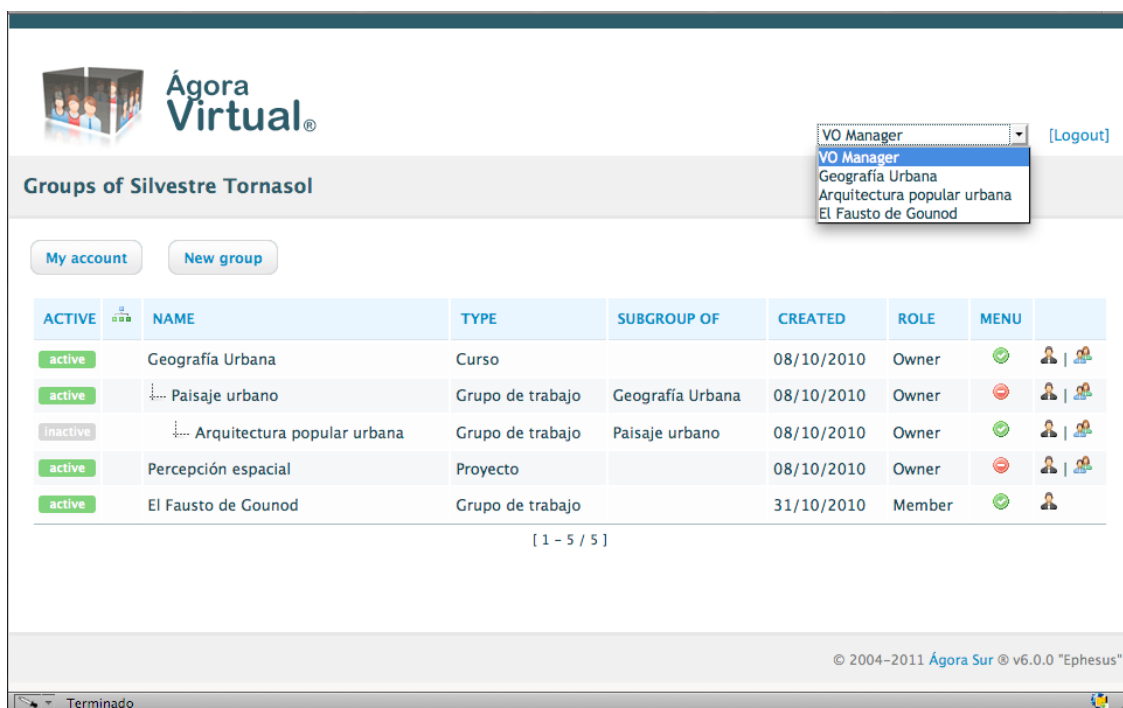 Ágora
Virtual®
VO Manager
[Logout]
VO Manager
Geografía Urbana
Arquitectura popular urbana
El Fausto de Gounod
Groups of Silvestre Tornasol
My account New group
ACTIVE NAME TYPE SUBGROUP OF CREATED ROLE MENU
active Geografía Urbana Curso 08/10/2010 Owner |
active Paisaje urbano Grupo de trabajo Geografía Urbana 08/10/2010 Owner |
inactive Arquitectura popular urbana Grupo de trabajo Paisaje urbano 08/10/2010 Owner |
active Percepción espacial Proyecto 08/10/2010 Owner |
active El Fausto de Gounod Grupo de trabajo 31/10/2010 Member
[ 1 – 5 / 5 ]
© 2004–2011 Ágora Sur ® v6.0.0 "Ephesus"
Terminado